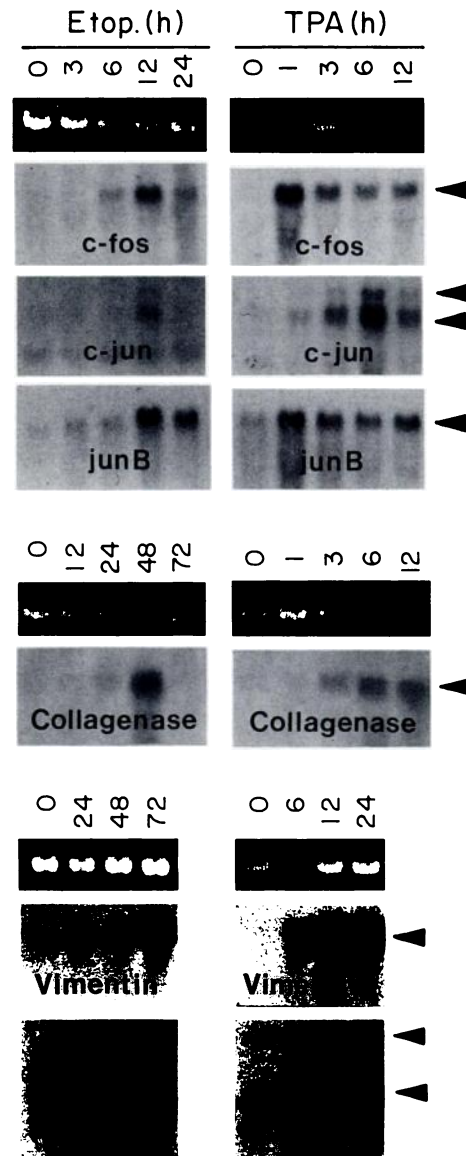 Etop.(h) TPA(h)
0 3 6 12 24 0 1 3 6 12
c-fos c-fos
c-jun c-jun
junB junB
0 12 24 48 72 0 1 3 6 12
Collagenase Collagenase
0 24 48 72 0 6 12 24
Vimentin